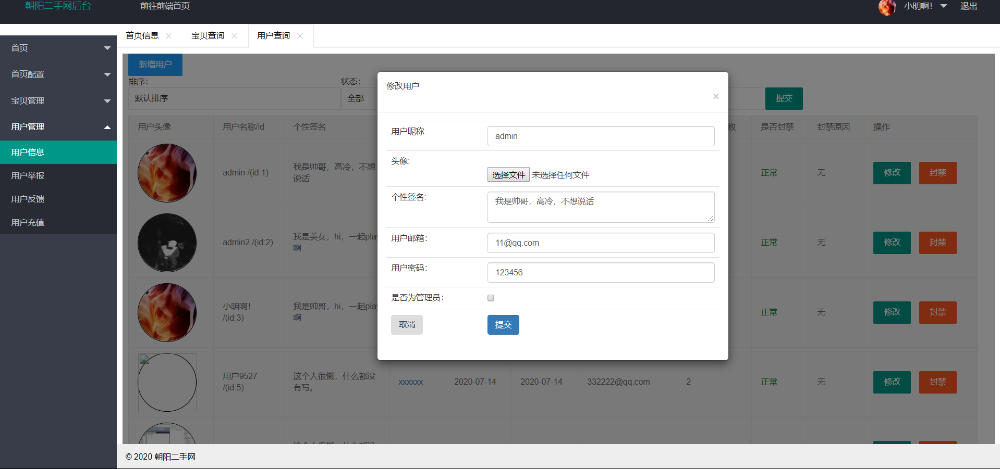 朝阳二手网后台
前往前端首页
小明啊!
退出
首页
首页配置
宝贝管理
用户管理
用户信息
用户举报
用户反馈
用户充值
首页信息
宝贝查询
用户查询
新增用户
排序:
状态:
默认排序
全部
提交
用户头像
用户名称/id
个性签名
数
是否封禁
封禁原因
操作
admin /(id:1)
我是帅哥，高冷，不想
说话
正常
无
修改
封禁
admin2 /(id:2)
我是美女，hi，一起play
啊
正常
无
修改
封禁
小明啊!
/(id:3)
我是帅哥，hi，一起play
啊
正常
无
修改
封禁
用户9527
/(id:5)
这个人很懒，什么都没
有写。
xxxxxx
2020-07-14
2020-07-14
332222@qq.com
2
正常
无
修改
封禁
修改用户
×
用户昵称:
admin
头像:
选择文件 未选择任何文件
个性签名:
我是帅哥，高冷，不想说话
用户邮箱：
11@qq.com
用户密码：
123456
是否为管理员：
取消
提交
© 2020 朝阳二手网